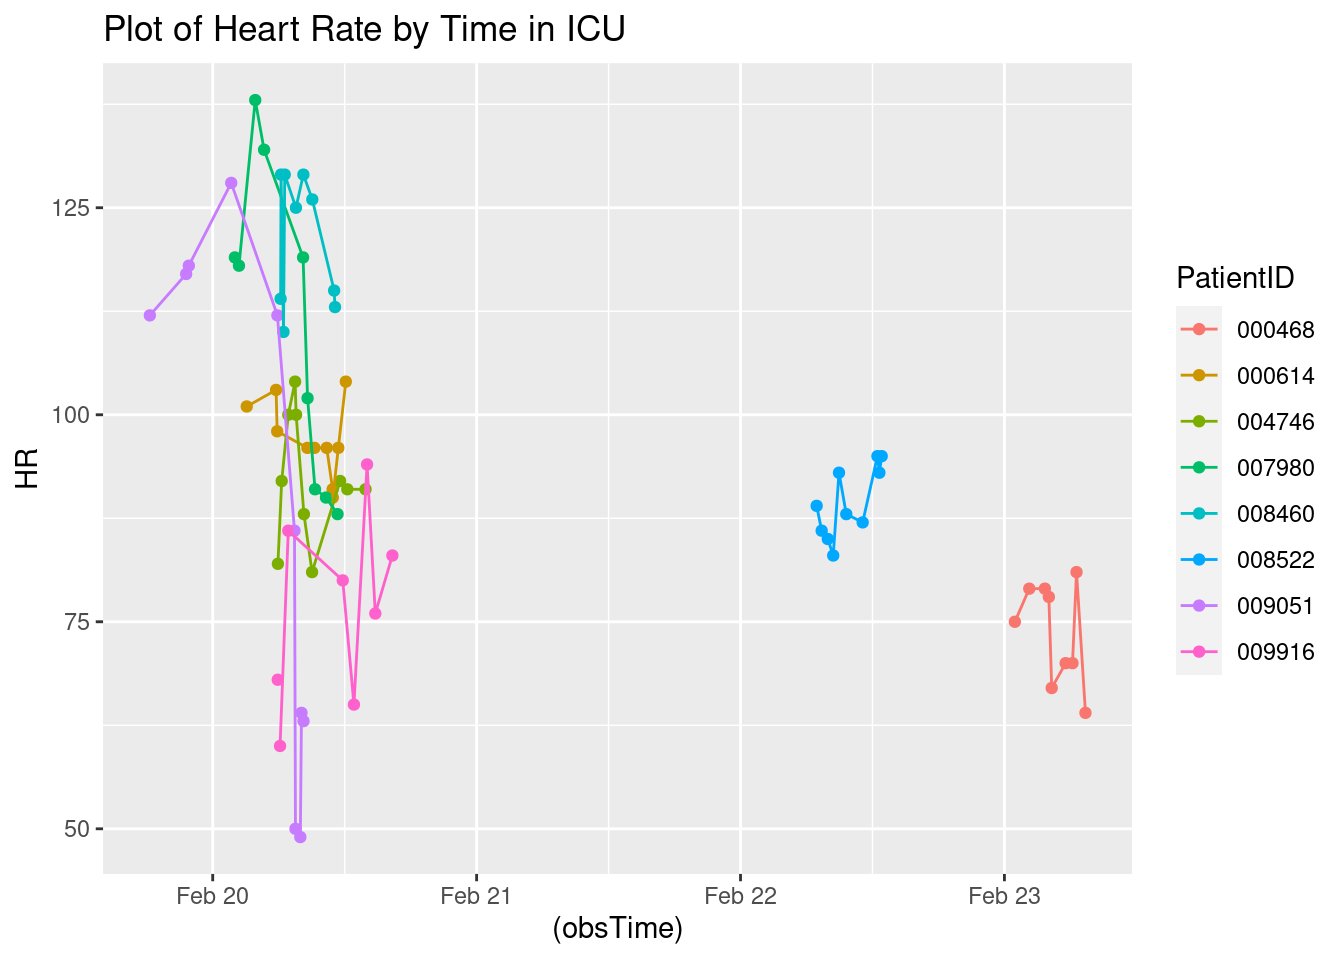 Plot of Heart Rate by Time in ICU
HR
125
100
75
50
Feb 20 Feb 21 Feb 22 Feb 23
(obsTime)
PatientID
000468
000614
004746
007980
008460
008522
009051
009916